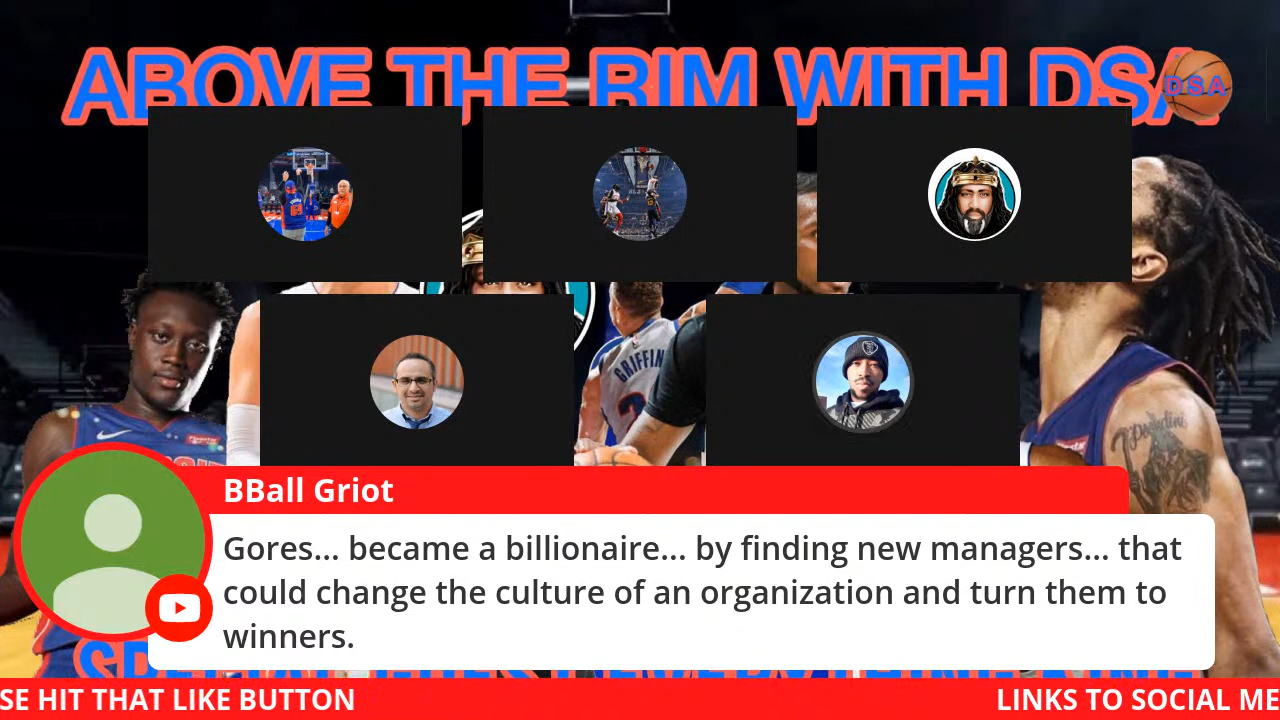 ABOVE THE RIM WITH DSA
DSA
GRIFFIN
2
BBall Griot
Gores... became a billionaire... by finding new managers... that
could change the culture of an organization and turn them to
winners.
SE HIT THAT LIKE BUTTON
LINKS TO SOCIAL ME